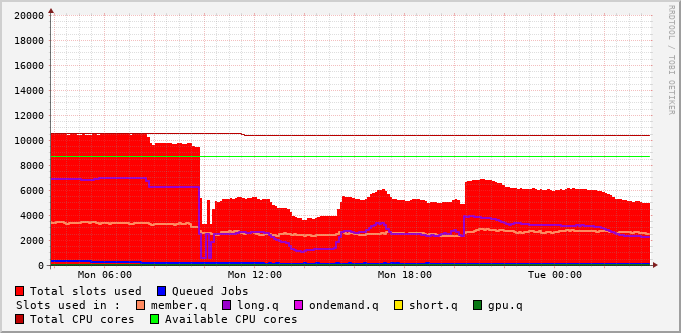 20000
18000
16000
14000
12000
10000
8000
6000
4000
2000
0
Mon 06:00 Mon 12:00 Mon 18:00 Tue 00:00
Total slots used Queued Jobs
Slots used in : member.q long.q ondemand.q short.q gpu.q
Total CPU cores Available CPU cores
RRDTOOL / TOBI OETIKER